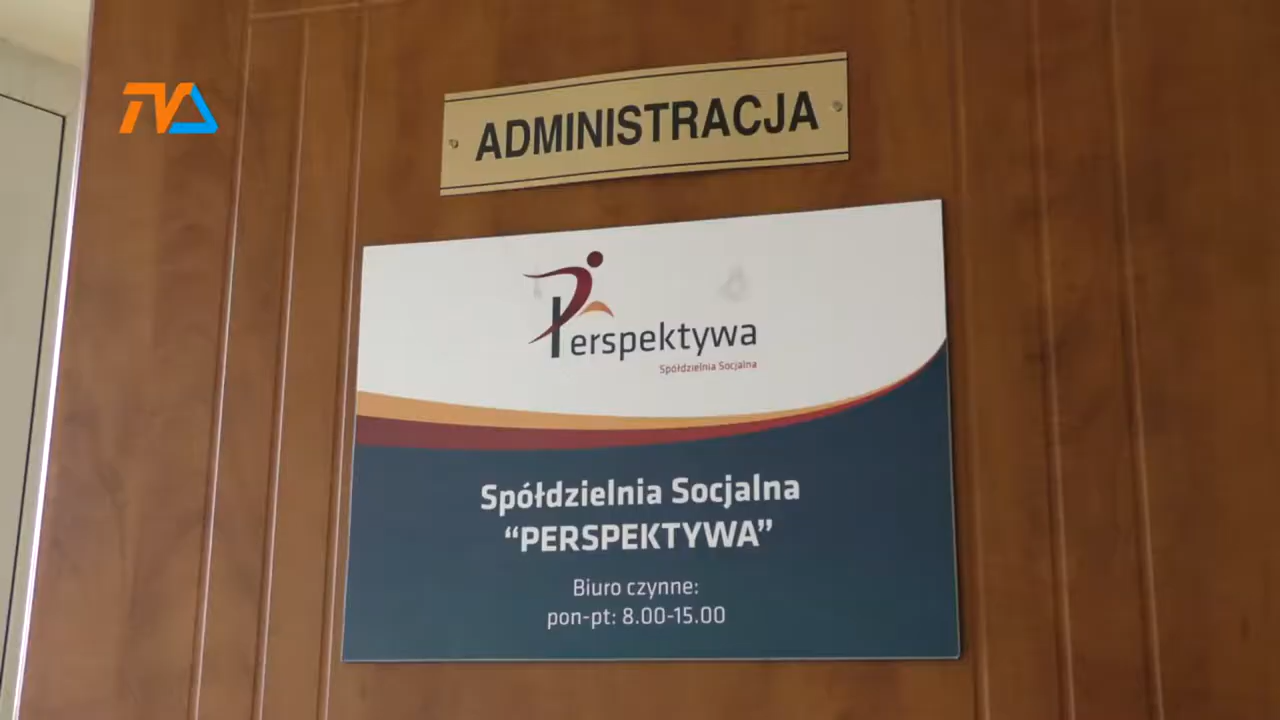 TVA
ADMINISTRACJA
Perspektywa
Spółdzielnia Socjalna
Spółdzielnia Socjalna
“PERSPEKTYWA”
Biuro czynne:
pon-pt: 8.00-15.00